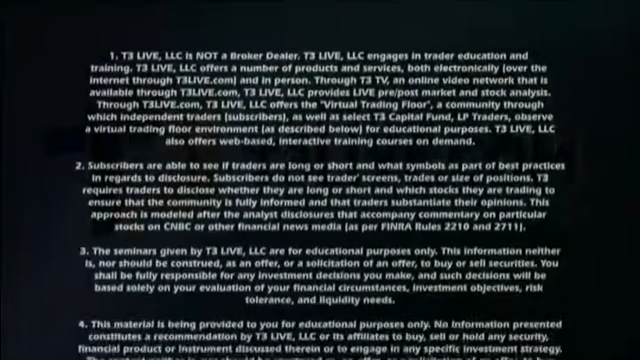 1. T3 LIVE, LLC is NOT a Broker Dealer. T3 LIVE, LLC engages in trader education and
training. T3 LIVE, LLC offers a number of products and services, both electronically (over the
internet through T3LIVE.com) and in person. Through T3 TV, an online video network that is
available through T3LIVE.com, T3 LIVE, LLC provides LIVE pre/post market and stock analysis.
Through T3LIVE.com, T3 LIVE, LLC offers the "Virtual Trading Floor", a community through
which independent traders (subscribers), as well as select T3 Capital Fund, LP Traders, observe
a virtual trading floor environment (as described below) for educational purposes. T3 LIVE, LLC
also offers web-based, interactive training courses on demand.
2. Subscribers are able to see if traders are long or short and what symbols as part of best practices
in regards to disclosure. Subscribers do not see trader' screens, trades or size of positions. T3
requires traders to disclose whether they are long or short and which stocks they are trading to
ensure that the community is fully informed and that traders substantiate their opinions. This
approach is modeled after the analyst disclosures that accompany commentary on particular
stocks on CNBC or other financial news media (as per FINRA Rules 2210 and 2711).
3. The seminars given by T3 LIVE, LLC are for educational purposes only. This information neither
is, nor should be construed, as an offer, or a solicitation of an offer, to buy or sell securities. You
shall be fully responsible for any investment decisions you make, and such decisions will be
based solely on your evaluation of your financial circumstances, investment objectives, risk
tolerance, and liquidity needs.
4. This material is being provided to you for educational purposes only. No information presented
constitutes a recommendation by T3 LIVE, LLC or its affiliates to buy, sell or hold any security,
financial product or instrument discussed therein or to engage in any specific investment strategy.